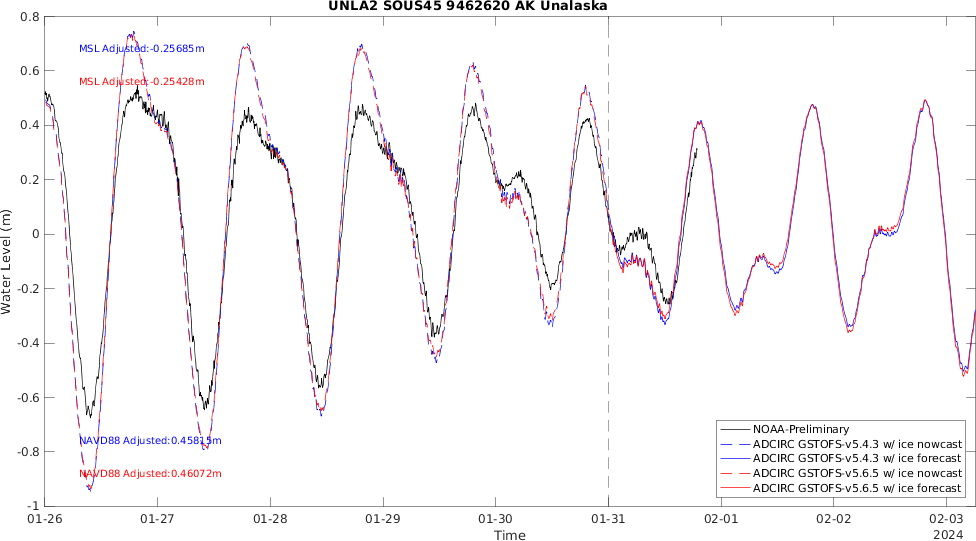 UNLA2 SOUS45 9462620 AK Unalaska
0.8
0.6
0.4
0.2
0
-0.2
-0.4
-0.6
-0.8
-1
Water Level (m)
MSL Adjusted:-0.25685m
MSL Adjusted:-0.25428m
NAVD88 Adjusted:0.45815m
NAVD88 Adjusted:0.46072m
NOAA-Preliminary
ADCIRC GSTOFS-v5.4.3 w/ ice nowcast
ADCIRC GSTOFS-v5.4.3 w/ ice forecast
ADCIRC GSTOFS-v5.6.5 w/ ice nowcast
ADCIRC GSTOFS-v5.6.5 w/ ice forecast
01-26 01-27 01-28 01-29 01-30 01-31 02-01 02-02 02-03
2024
Time